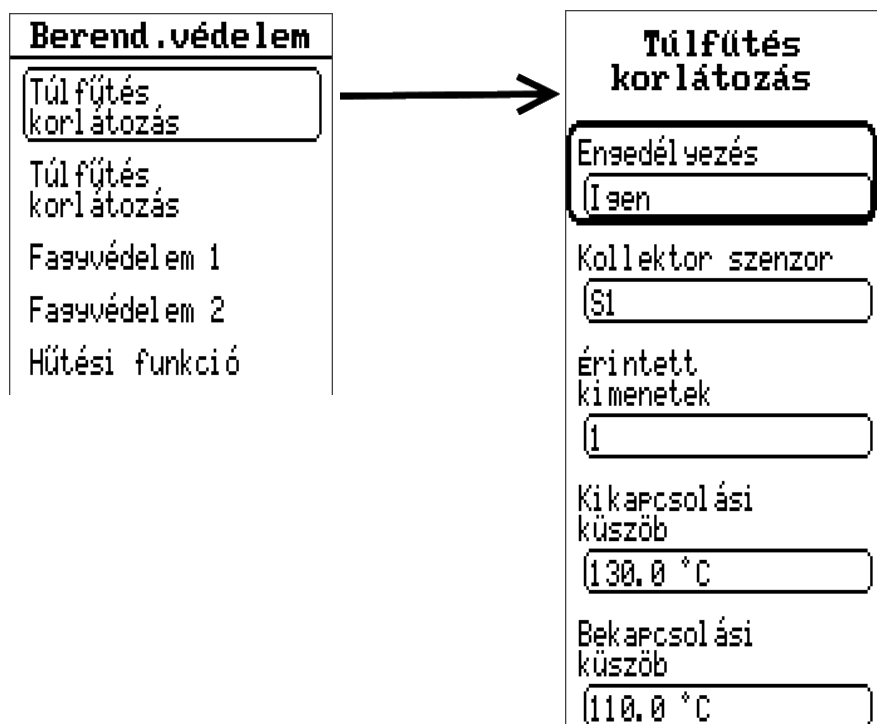 Berend.védelem
Túlfűtés
korlátozás
Túlfűtés
korlátozás
Fagyvédelem 1
Fagyvédelem 2
Hűtési funkció
Túlfűtés
korlátozás
Engedélyezés
Igen
Kollektor szenzor
S1
Érintett
kimenetek
1
Kikapcsolási
küszöb
130.0 °C
Bekapcsolási
küszöb
110.0 °C